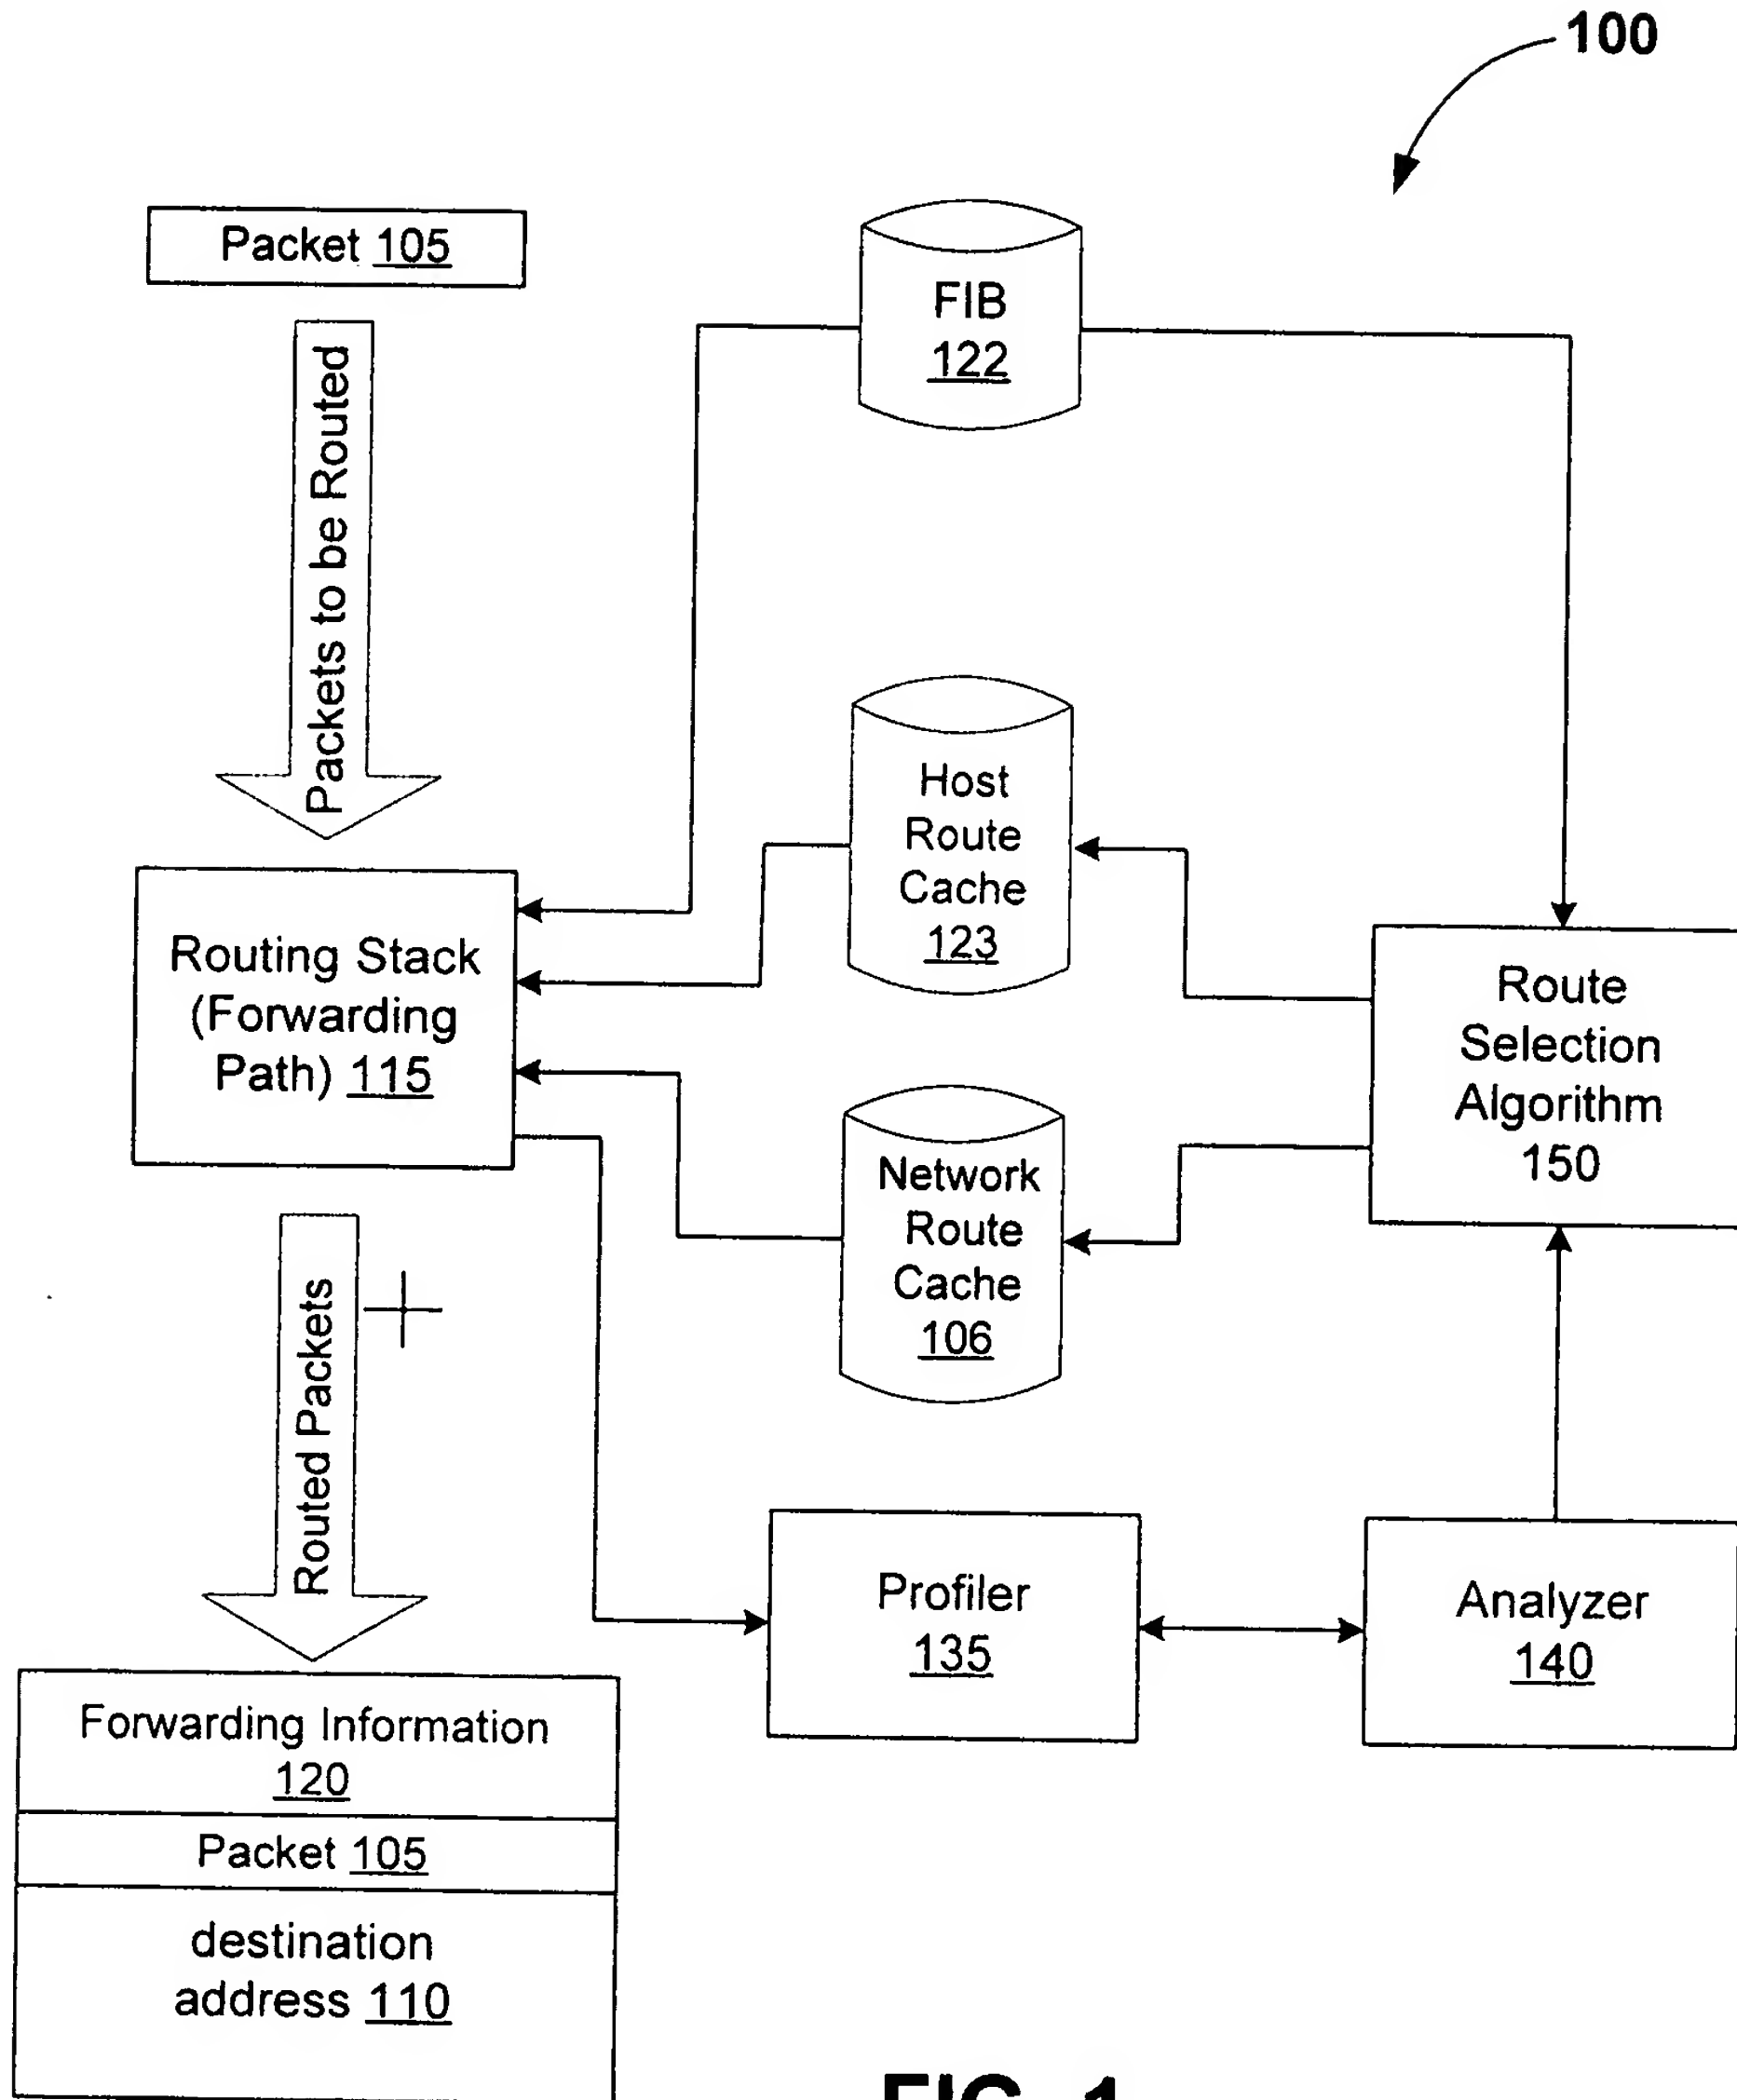 100
Packet 105
FIB
122
Packets to be Routed
Host
Route
Cache
123
Routing Stack
(Forwarding
Path) 115
Route
Selection
Algorithm
150
Network
Route
Cache
106
Routed Packets
Profiler
135
Analyzer
140
Forwarding Information
120
Packet 105
destination
address 110
FIG. 1